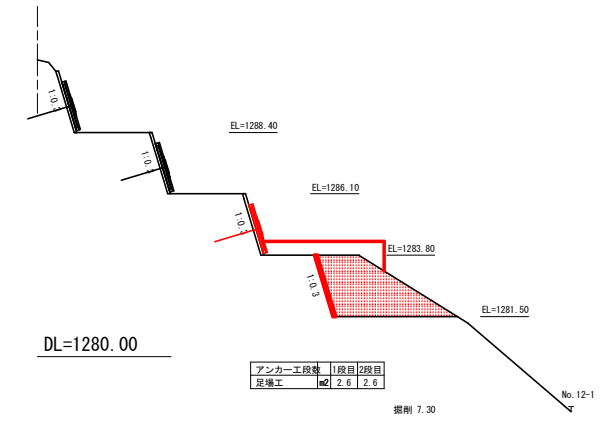 1:0.3
EL=1288.40
1:0.3
EL=1286.10
1:0.3
EL=1283.80
1:0.3
EL=1281.50
DL=1280.00
アンカー工段数 1段目 2段目
足場工 m2 2.6 2.6
No.12-1
掘削 7.30